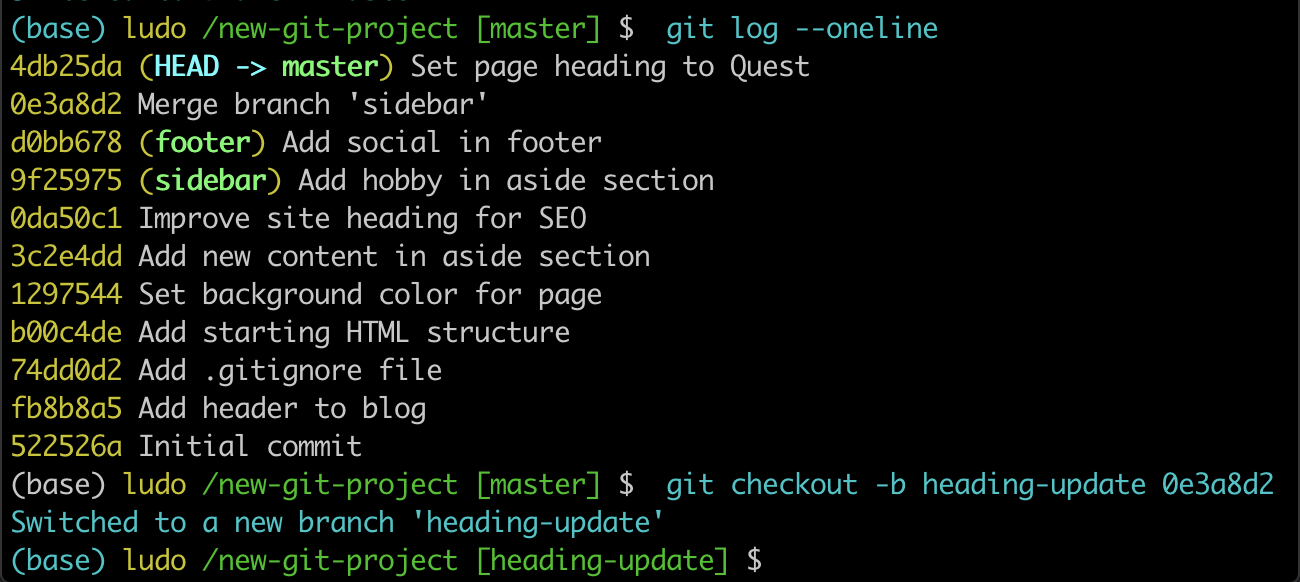 (base) ludo /new-git-project [master] $  git log --oneline
4db25da (HEAD -> master) Set page heading to Quest
0e3a8d2 Merge branch 'sidebar'
d0bb678 (footer) Add social in footer
9f25975 (sidebar) Add hobby in aside section
0da50c1 Improve site heading for SEO
3c2e4dd Add new content in aside section
1297544 Set background color for page
b00c4de Add starting HTML structure
74dd0d2 Add .gitignore file
fb8b8a5 Add header to blog
522526a Initial commit
(base) ludo /new-git-project [master] $  git checkout -b heading-update 0e3a8d2
Switched to a new branch 'heading-update'
(base) ludo /new-git-project [heading-update] $